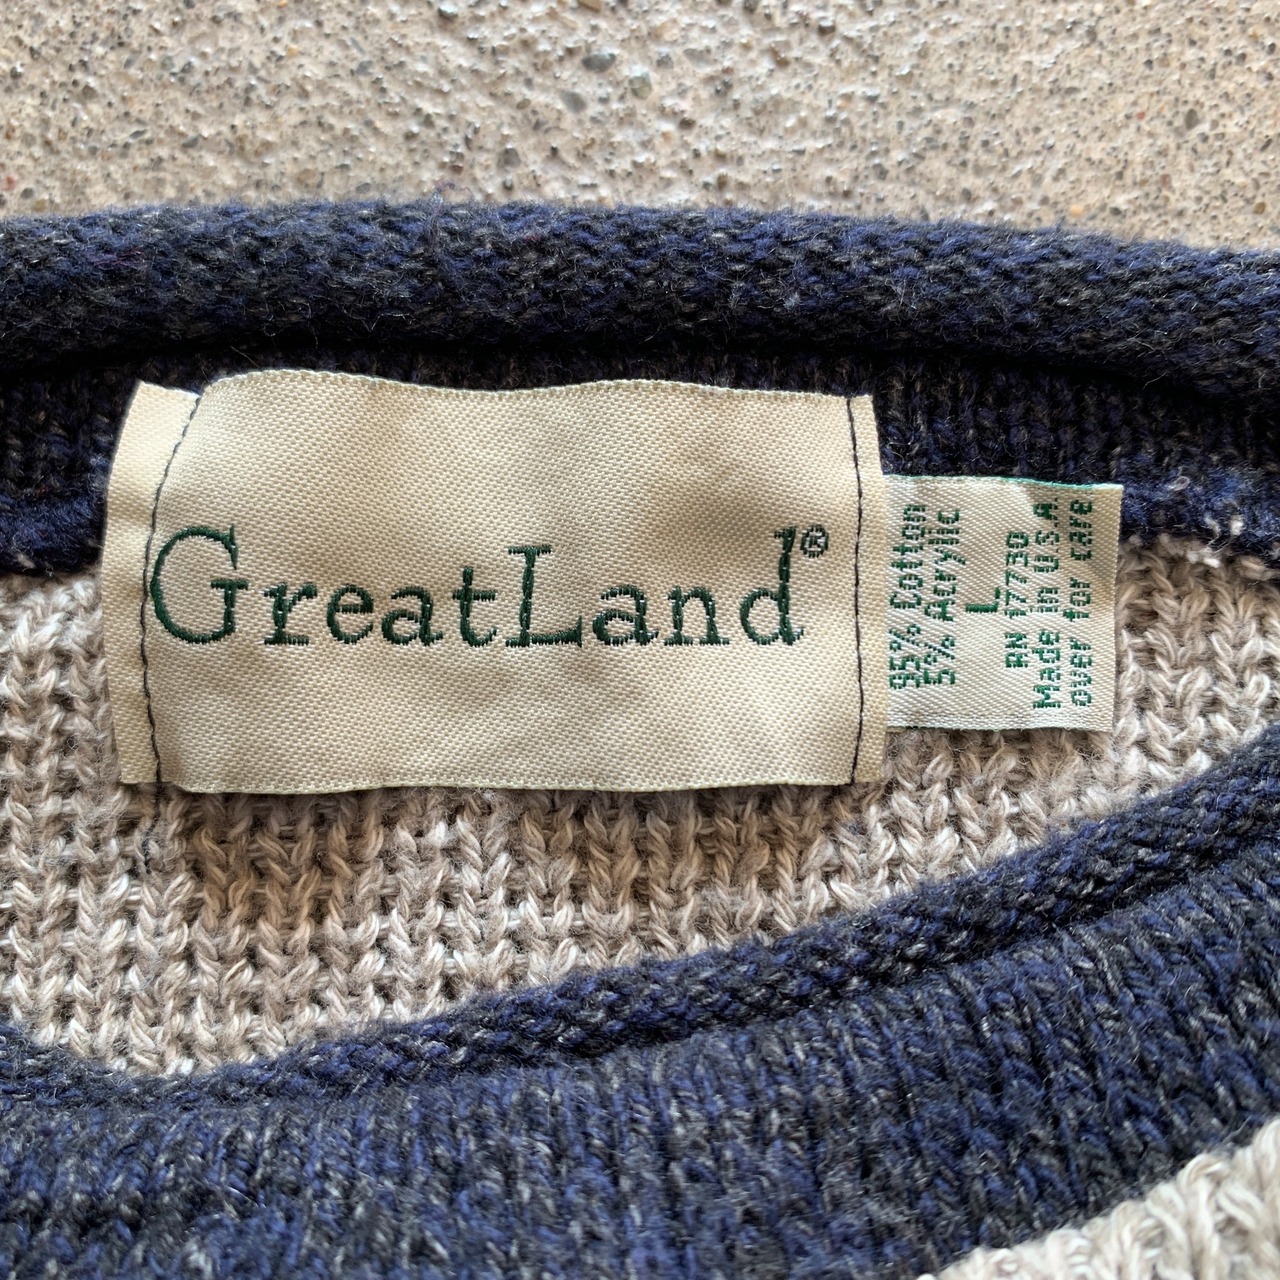 GreatLand®
95% Cotton
5% Acrylic
L
RN 17730
Made in U.S.A.
over for care